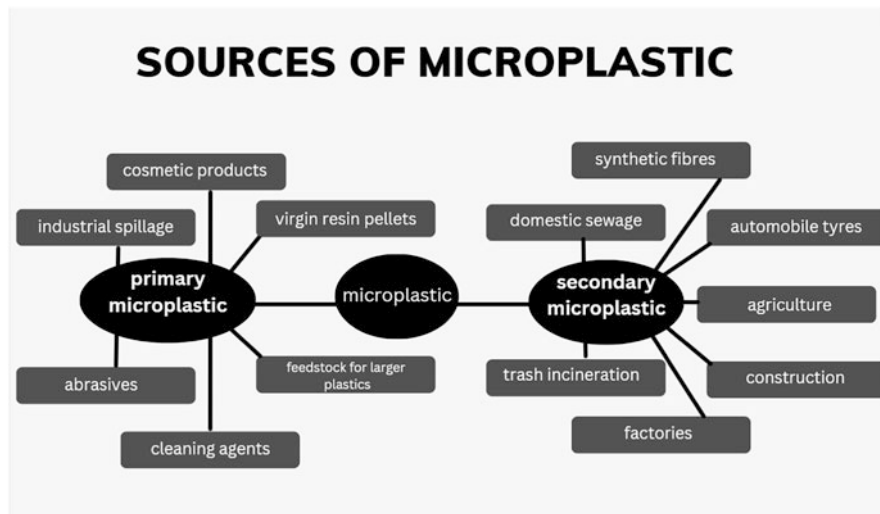 SOURCES OF MICROPLASTIC
cosmetic products
industrial spillage
virgin resin pellets
primary
microplastic
abrasives
feedstock for larger
plastics
cleaning agents
microplastic
synthetic fibres
domestic sewage
automobile tyres
secondary
microplastic
agriculture
trash incineration
construction
factories